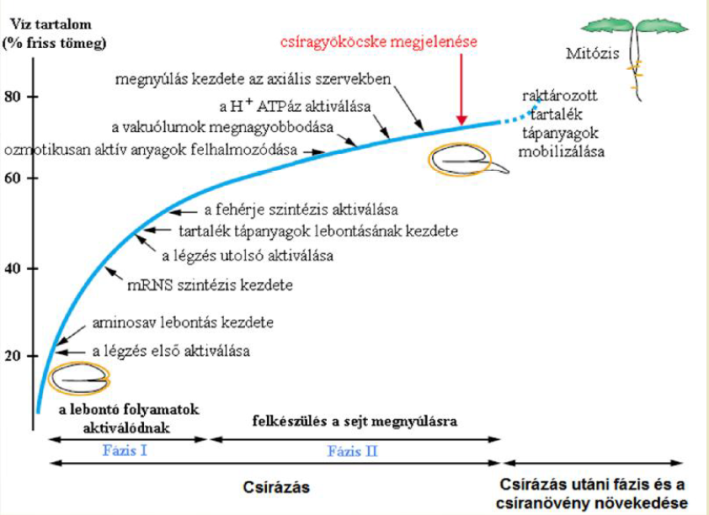 Víz tartalom
(% friss tömeg)
csíragyököcske megjelenése
Mitózis
80
megnyúlás kezdete az axiális szervekben
raktározott
tartalék
tápanyagok
mobilizálása
a H+ ATPáz aktiválása
a vakuólumok megnagyobbodása
ozmotikusan aktív anyagok felhalmozódása
60
a fehérje szintézis aktiválása
tartalék tápanyagok lebontásának kezdete
a légzés utolsó aktiválása
40
mRNS szintézis kezdete
aminosav lebontás kezdete
20
a légzés első aktiválása
a lebontó folyamatok
aktiválódnak
felkészülés a sejt megnyúlásra
Fázis I
Fázis II
Csírázás
Csírázás utáni fázis és a
csíranövény növekedése